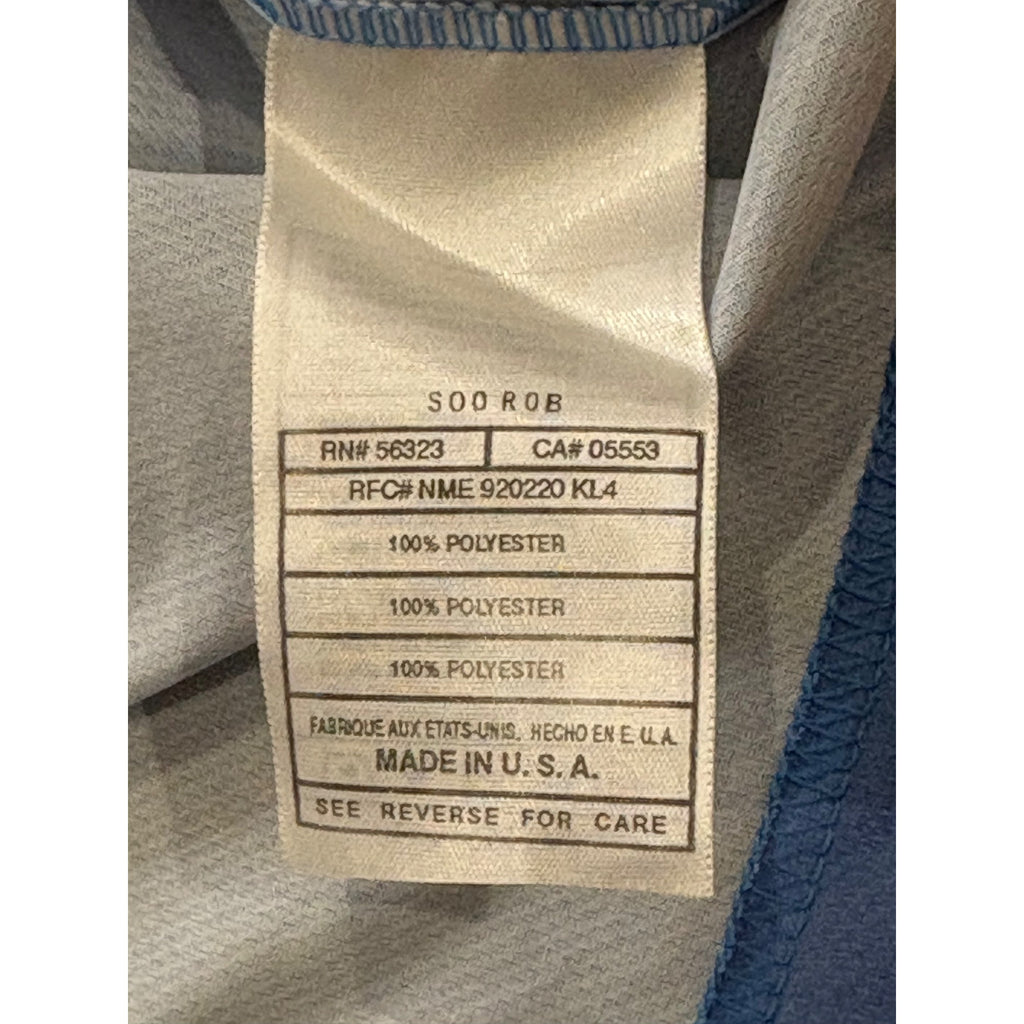 SOO ROB
RN# 56323 CA# 05553
RFC# NME 920220 KL4
100% POLYESTER
100% POLYESTER
100% POLYESTER
FABRIQUE AUX ETATS-UNIS, HECHO EN E. U. A.
MADE IN U. S. A.
SEE REVERSE FOR CARE